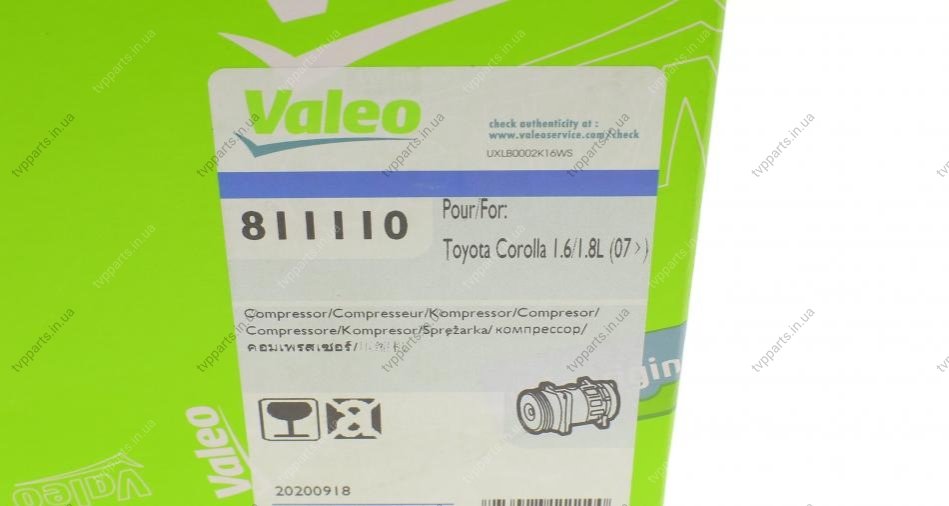 Valeo
check authenticity at :
www.valeoservice.com/check
UXLB0002K16WS
811110
Pour/For:
Toyota Corolla 1.6/1.8L (07>)
Compressor/Compresseur/Kompressor/Compresor/
Compressore/Kompresor/Sprężarka/компрессор/
คอมเพรสเซอร์/
Valeo
Valeo
20200918
tvpparts.in.ua